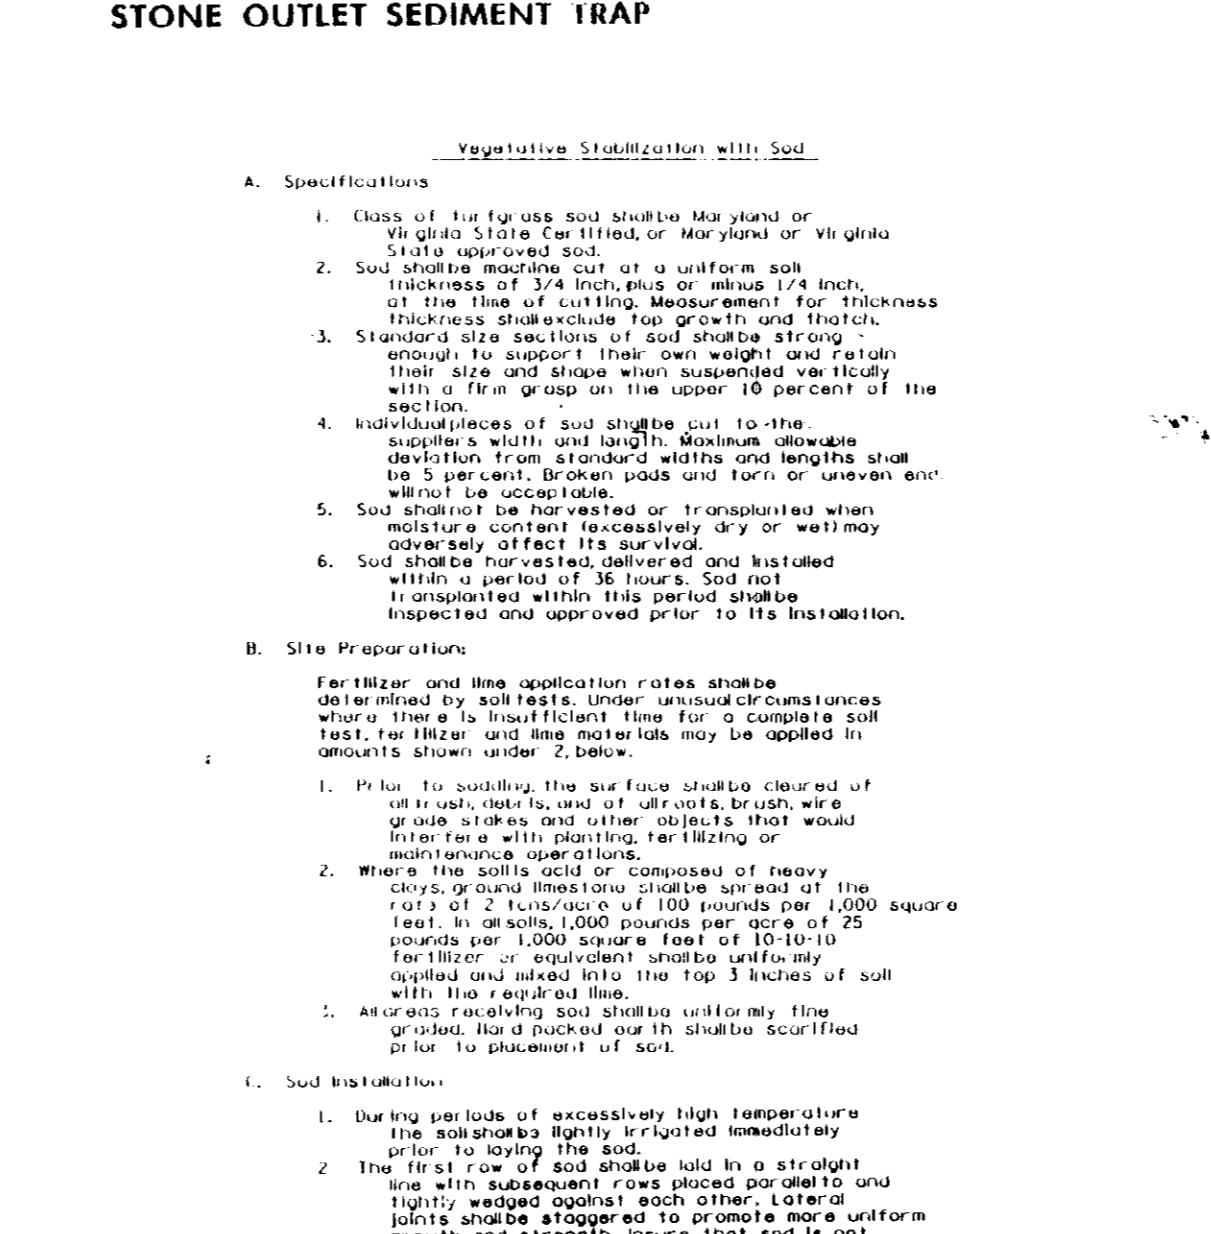 STONE OUTLET SEDIMENT TRAP
Vegetative Stabilization with Sod
A. Specifications
1. Class of turfgrass sod shall be Maryland or
Virginia State Certified, or Maryland or Virginia
State approved sod.
2. Sod shall be machine cut at a uniform soil
thickness of 3/4 inch, plus or minus 1/4 inch,
at the time of cutting. Measurement for thickness
thickness shall exclude top growth and thatch.
3. Standard size sections of sod shall be strong
enough to support their own weight and retain
their size and shape when suspended vertically
with a firm grasp on the upper 10 percent of the
section.
4. Individual pieces of sod shall be cut to the
suppliers width and length. Maximum allowable
deviation from standard widths and lengths shall
be 5 percent. Broken pads and torn or uneven end
will not be acceptable.
5. Sod shall not be harvested or transplanted when
moisture content (excessively dry or wet) may
adversely affect its survival.
6. Sod shall be harvested, delivered and installed
within a period of 36 hours. Sod not
transplanted within this period shall be
inspected and approved prior to its installation.
B. Site Preparation:
Fertilizer and lime application rates shall be
determined by soil tests. Under unusual circumstances
where there is insufficient time for a complete soil
test, fertilizer and lime materials may be applied in
amounts shown under 2, below.
1. Prior to sodding, the surface shall be cleared of
all trash, debris, and of all roots, brush, wire
grade stakes and other objects that would
interfere with planting, fertilizing or
maintenance operations.
2. Where the soil is acid or composed of heavy
clays, ground limestone shall be spread at the
rate of 2 tons/acre of 100 pounds per 1,000 square
feet. In all soils, 1,000 pounds per acre of 25
pounds per 1,000 square feet of 10-10-10
fertilizer or equivalent shall be uniformly
applied and mixed into the top 3 inches of soil
with the required lime.
3. All areas receiving sod shall be uniformly fine
graded. Hard packed earth shall be scarified
prior to placement of sod.
C. Sod Installation
1. During periods of excessively high temperature
the soil shall be lightly irrigated immediately
prior to laying the sod.
2 The first row of sod shall be laid in a straight
line with subsequent rows placed parallel to and
tightly wedged against each other. Lateral
joints shall be staggered to promote more uniform
growth and strength. Insure that sod is not